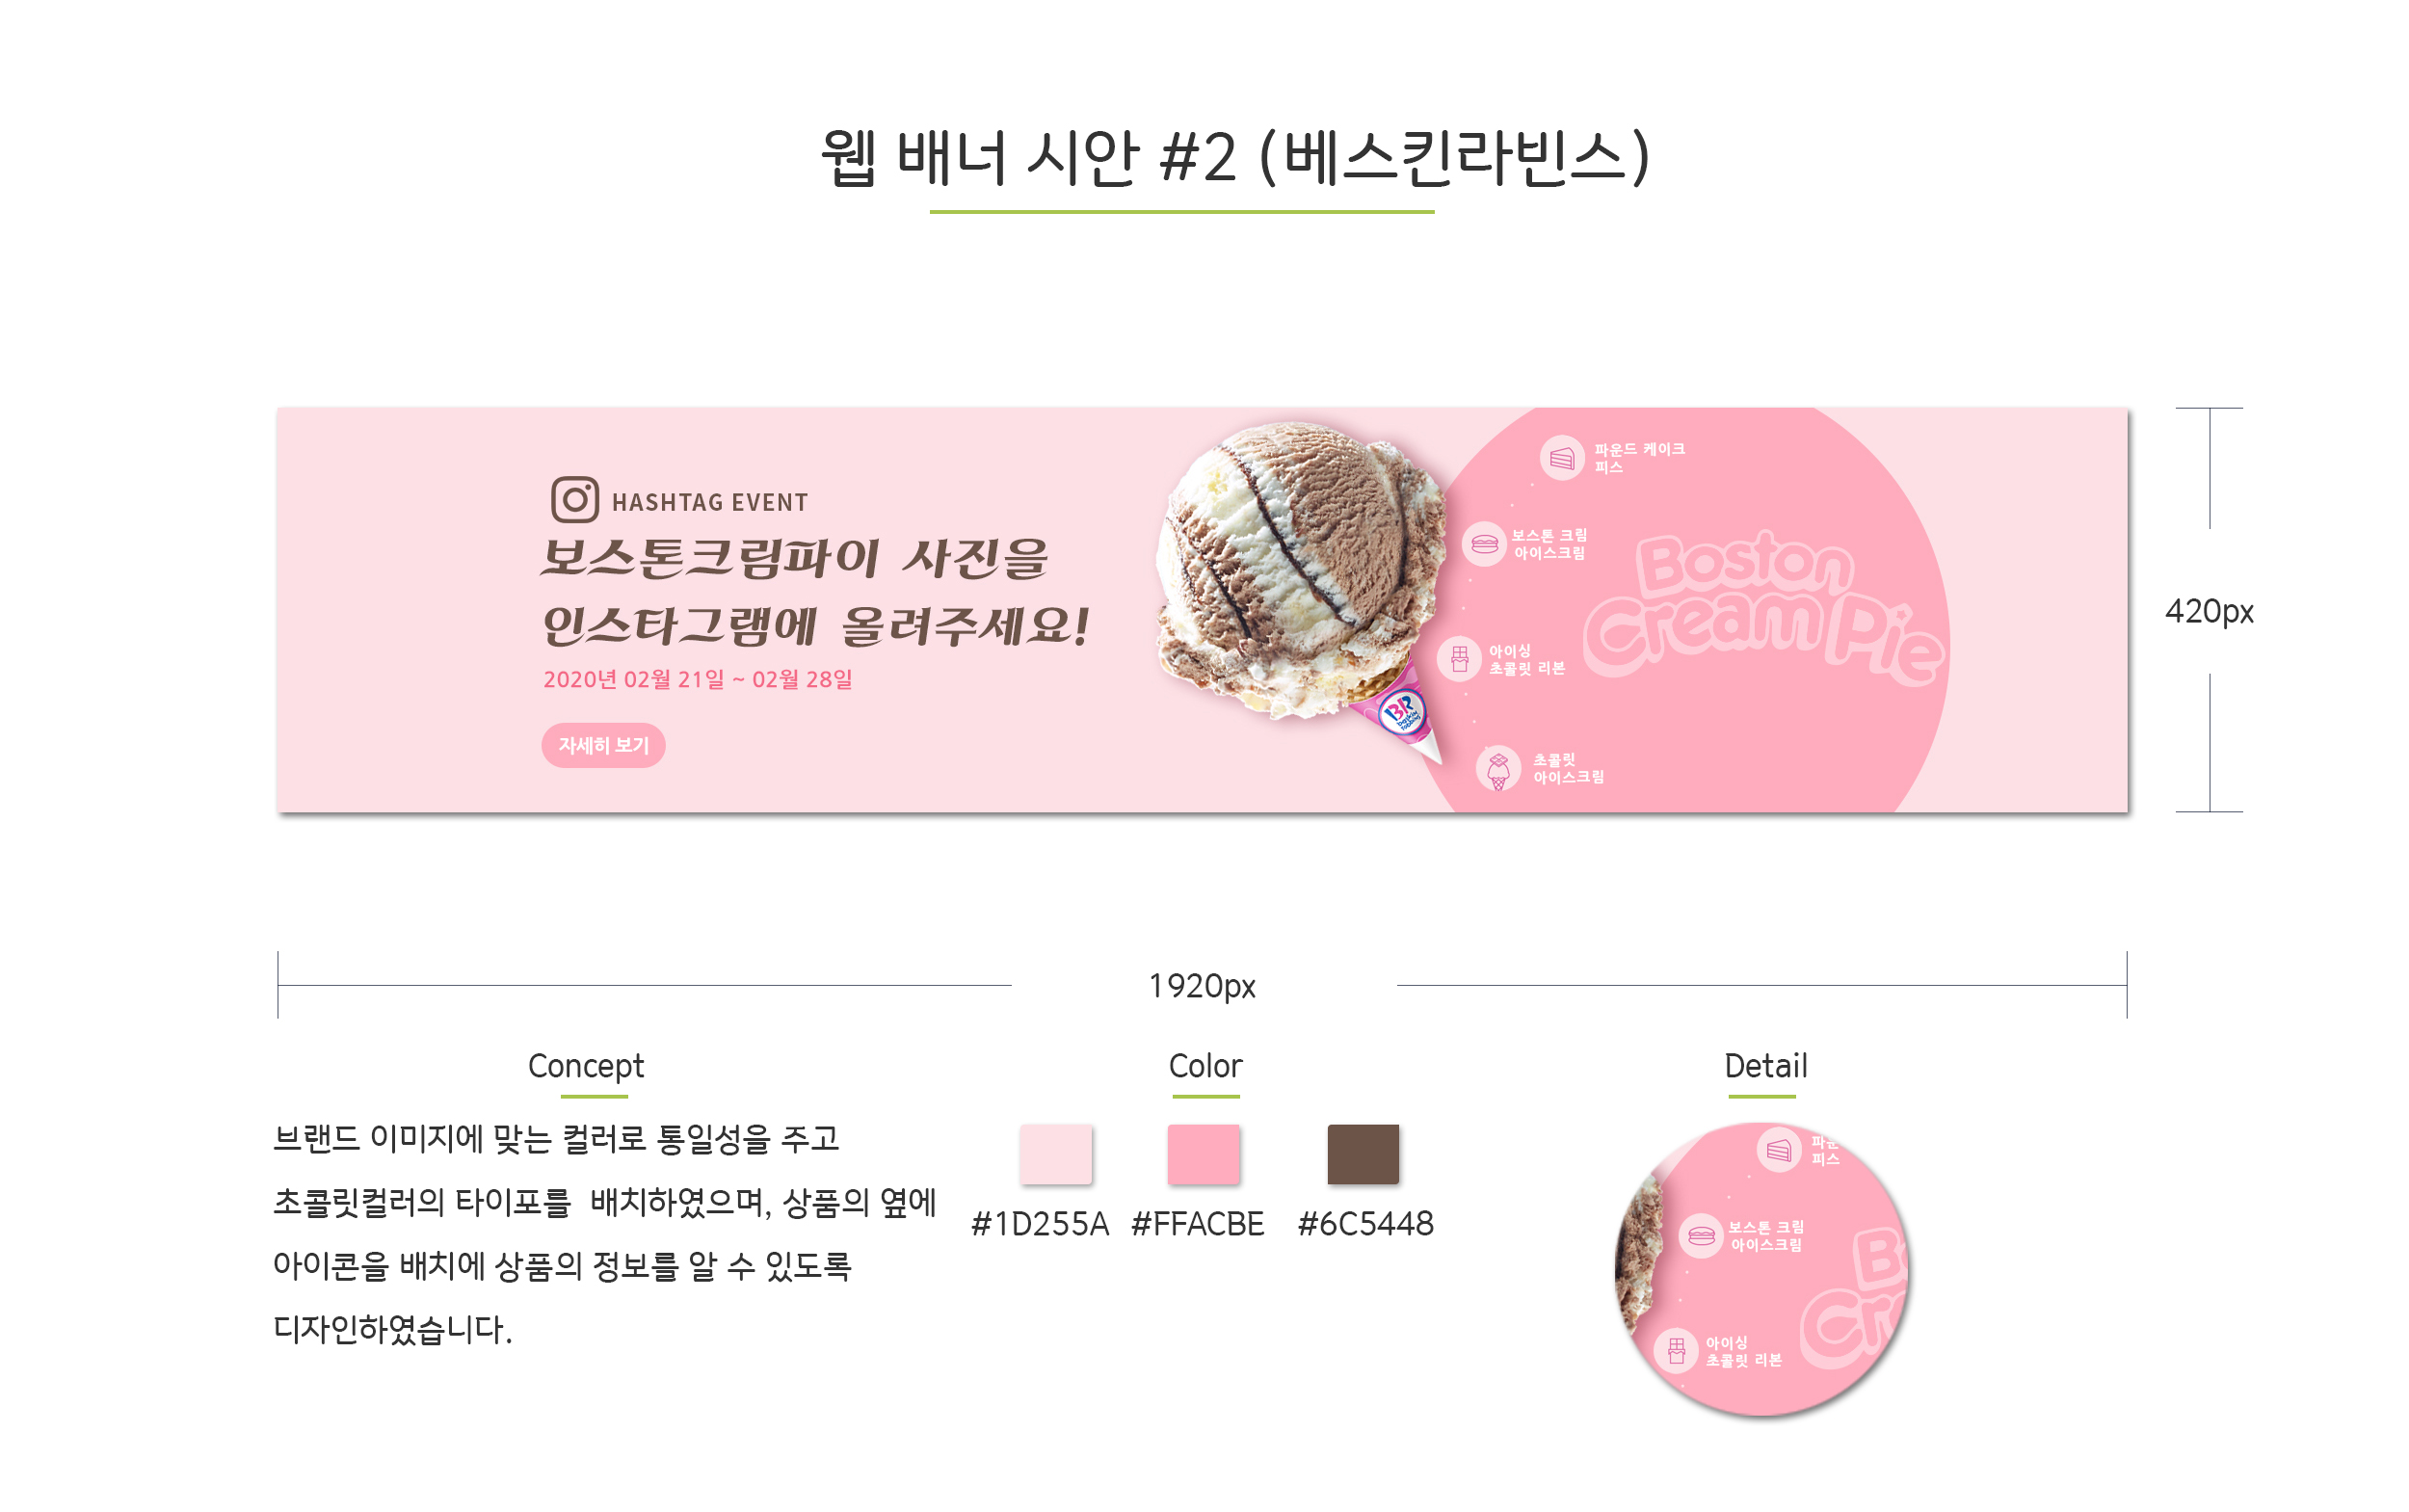 웹 배너 시안 #2 (베스킨라빈스)
HASHTAG EVENT
보스톤크림파이 사진을
인스타그램에 올려주세요!
2020년 02월 21일 ~ 02월 28일
자세히 보기
BR
baskin
robbins
파운드 케이크
피스
보스톤 크림
아이스크림
아이싱
초콜릿 리본
초콜릿
아이스크림
Boston
Cream Pie
420px
1920px
Concept
브랜드 이미지에 맞는 컬러로 통일성을 주고
초콜릿컬러의 타이포를 배치하였으며, 상품의 옆에
아이콘을 배치에 상품의 정보를 알 수 있도록
디자인하였습니다.
Color
#1D255A #FFACBE #6C5448
Detail
파운
피스
보스톤 크림
아이스크림
Bo
Cre
아이싱
초콜릿 리본